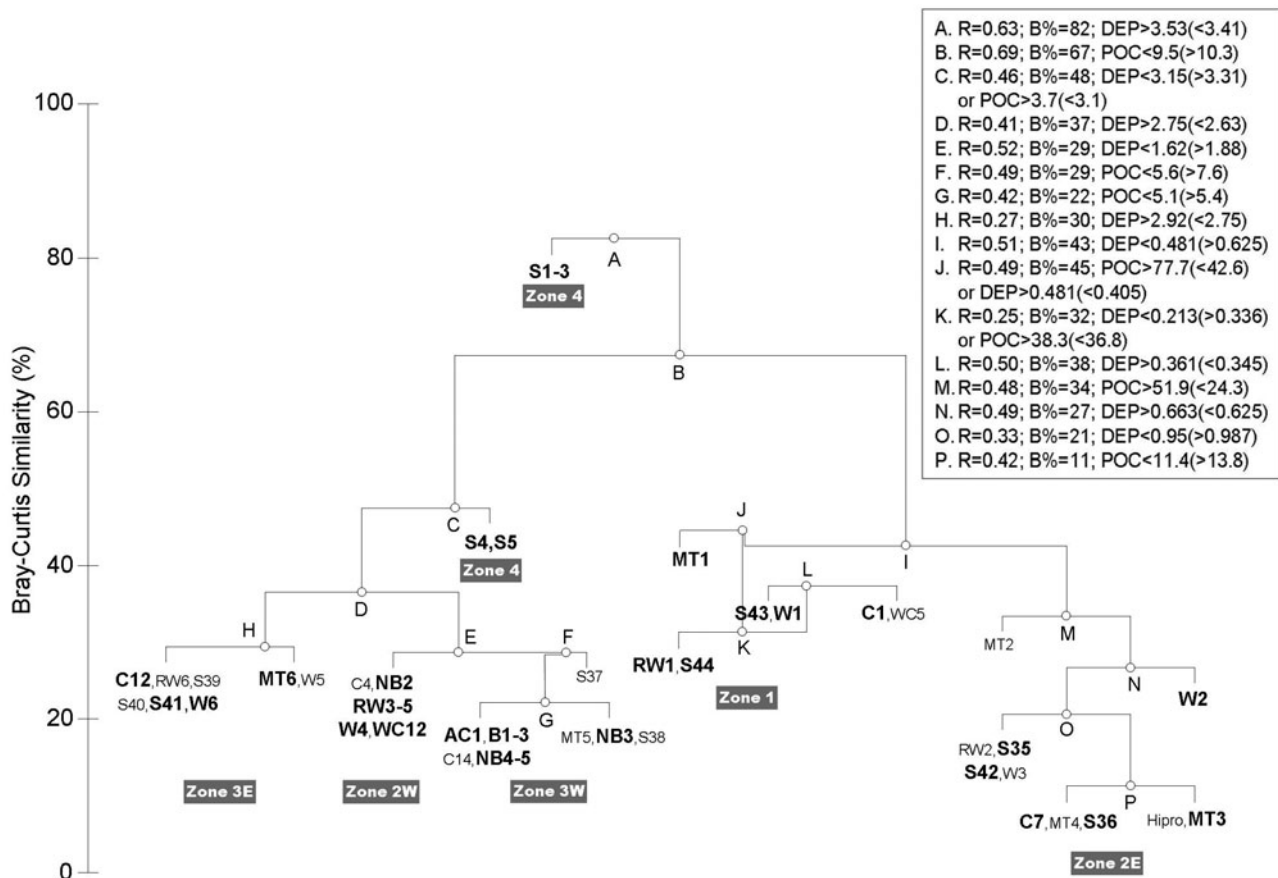 A. R=0.63; B%=82; DEP>3.53(<3.41)
B. R=0.69; B%=67; POC<9.5(>10.3)
C. R=0.46; B%=48; DEP<3.15(>3.31)
or POC>3.7(<3.1)
D. R=0.41; B%=37; DEP>2.75(<2.63)
E. R=0.52; B%=29; DEP<1.62(>1.88)
F. R=0.49; B%=29; POC<5.6(>7.6)
G. R=0.42; B%=22; POC<5.1(>5.4)
H. R=0.27; B%=30; DEP>2.92(<2.75)
I. R=0.51; B%=43; DEP<0.481(>0.625)
J. R=0.49; B%=45; POC>77.7(<42.6)
or DEP>0.481(<0.405)
K. R=0.25; B%=32; DEP<0.213(>0.336)
or POC>38.3(<36.8)
L. R=0.50; B%=38; DEP>0.361(<0.345)
M. R=0.48; B%=34; POC>51.9(<24.3)
N. R=0.49; B%=27; DEP>0.663(<0.625)
O. R=0.33; B%=21; DEP<0.95(>0.987)
P. R=0.42; B%=11; POC<11.4(>13.8)
Bray-Curtis Similarity (%)
100
80
60
40
20
0
A
S1-3
Zone 4
B
C
S4,S5
Zone 4
D
H
C12,RW6,S39
S40,S41,W6
MT6,W5
Zone 3E
E
C4,NB2
RW3-5
W4,WC12
Zone 2W
F
S37
G
AC1,B1-3
C14,NB4-5
MT5,NB3,S38
Zone 3W
J
MT1
I
L
S43,W1
C1,WC5
K
RW1,S44
Zone 1
M
MT2
N
W2
O
RW2,S35
S42,W3
P
C7,MT4,S36
Hipro,MT3
Zone 2E